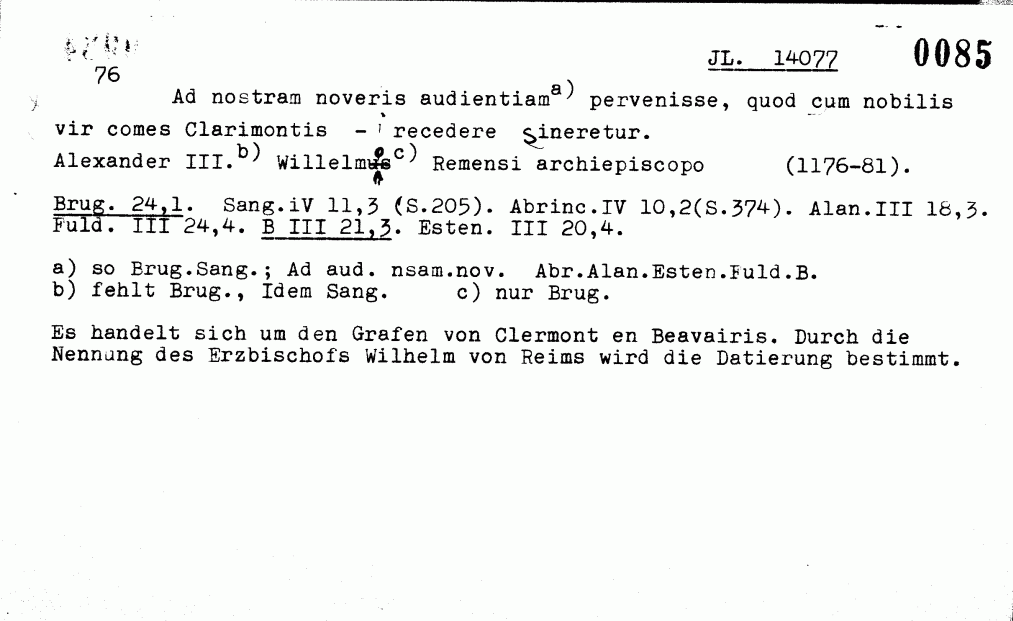 JL. 14077 0085
76
Ad nostram noveris audientiam a) pervenisse, quod cum nobilis
vir comes Clarimontis - recedere sineretur.
Alexander III. b) Willelmo c) Remensi archiepiscopo (1176-81).
Brug. 24,1. Sang.iV 11,3 (S.205). Abrinc.IV 10,2(S.374). Alan.III 18,3.
Fuld. III 24,4. B III 21,3. Esten. III 20,4.
a) so Brug.Sang.; Ad aud. nsam.nov. Abr.Alan.Esten.Fuld.B.
b) fehlt Brug., Idem Sang. c) nur Brug.
Es handelt sich um den Grafen von Clermont en Beavairis. Durch die
Nennung des Erzbischofs Wilhelm von Reims wird die Datierung bestimmt.